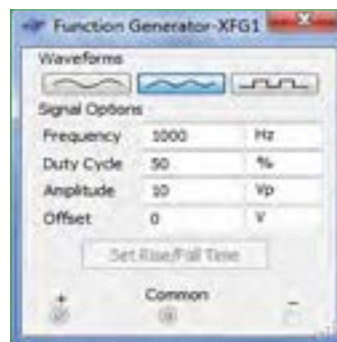 Function Generator-XFG1
Waveforms
Signal Options
Frequency 1000 Hz
Duty Cycle 50 %
Amplitude 10 Vp
Offset 0 V
Set Rise/Fall Time
+ Common -